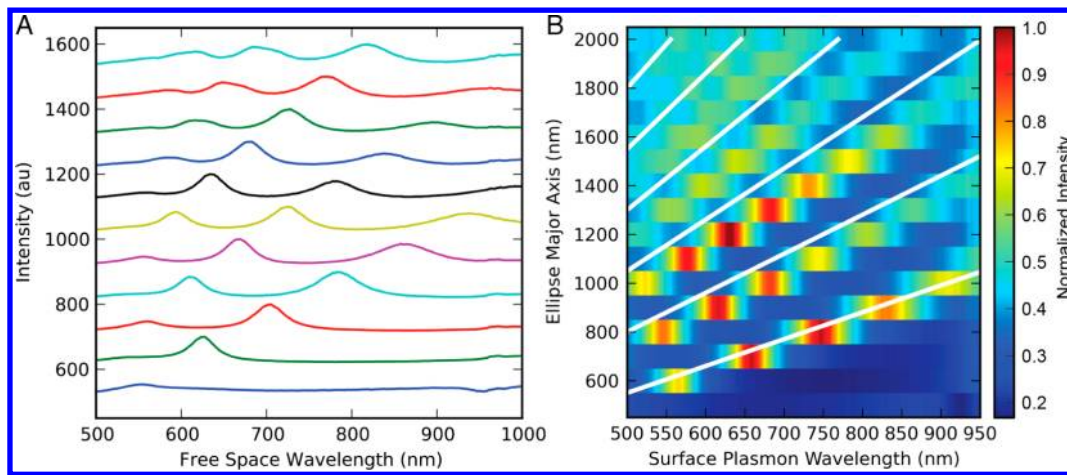 A
1600
1400
1200
1000
800
600
Intensity (au)
500 600 700 800 900 1000
Free Space Wavelength (nm)
B
2000
1800
1600
1400
1200
1000
800
600
Ellipse Major Axis (nm)
500 550 600 650 700 750 800 850 900 950
Surface Plasmon Wavelength (nm)
1.0
0.9
0.8
0.7
0.6
0.5
0.4
0.3
0.2
Normalized Intensity